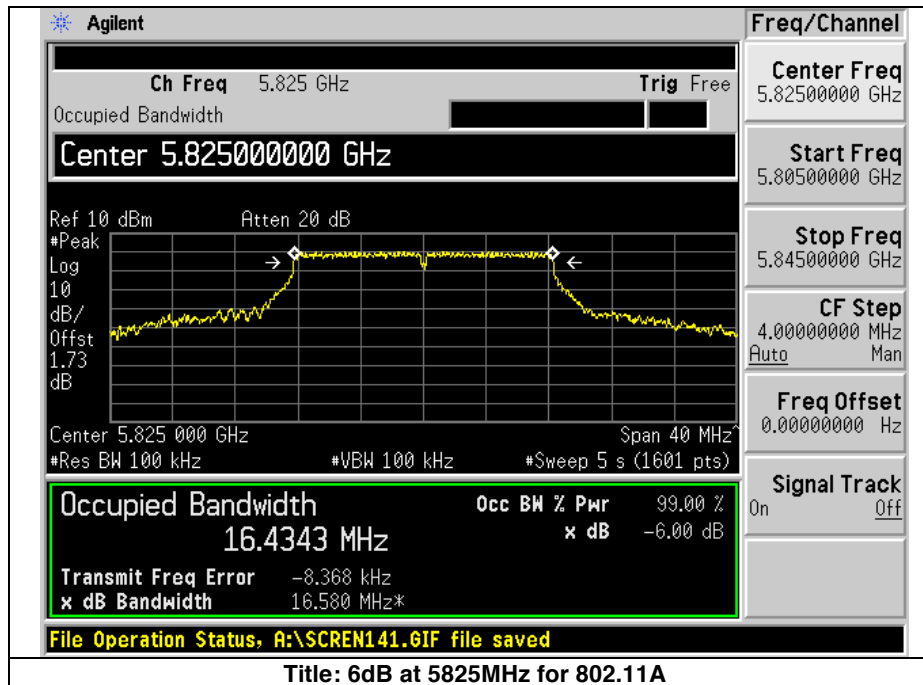 Agilent
Freq/Channel
Ch Freq 5.825 GHz Trig Free
Occupied Bandwidth
Center 5.825000000 GHz
Center Freq
5.82500000 GHz
Start Freq
5.80500000 GHz
Stop Freq
5.84500000 GHz
CF Step
4.00000000 MHz
Auto Man
Freq Offset
0.00000000 Hz
Signal Track
On Off
Ref 10 dBm Atten 20 dB
#Peak
Log
10
dB/
Offst
1.73
dB
Center 5.825 000 GHz Span 40 MHz^
#Res BW 100 kHz #VBW 100 kHz #Sweep 5 s (1601 pts)
Occupied Bandwidth Occ BW % Pwr 99.00 %
16.4343 MHz x dB -6.00 dB
Transmit Freq Error -8.368 kHz
x dB Bandwidth 16.580 MHz*
File Operation Status, A:\SCREN141.GIF file saved
Title: 6dB at 5825MHz for 802.11A